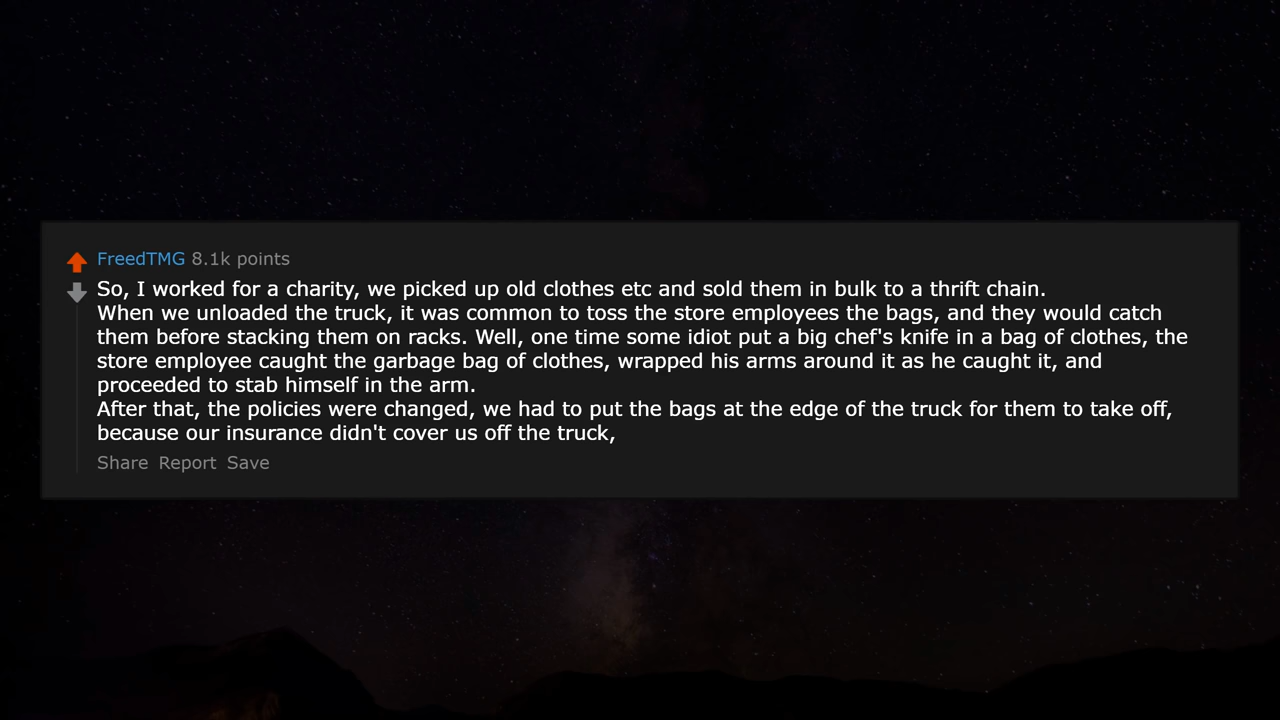 FreedTMG 8.1k points
So, I worked for a charity, we picked up old clothes etc and sold them in bulk to a thrift chain.
When we unloaded the truck, it was common to toss the store employees the bags, and they would catch
them before stacking them on racks. Well, one time some idiot put a big chef's knife in a bag of clothes, the
store employee caught the garbage bag of clothes, wrapped his arms around it as he caught it, and
proceeded to stab himself in the arm.
After that, the policies were changed, we had to put the bags at the edge of the truck for them to take off,
because our insurance didn't cover us off the truck,
Share Report Save